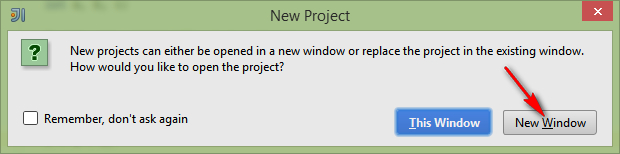 New Project
New projects can either be opened in a new window or replace the project in the existing window.
How would you like to open the project?
Remember, don't ask again
This Window
New Window